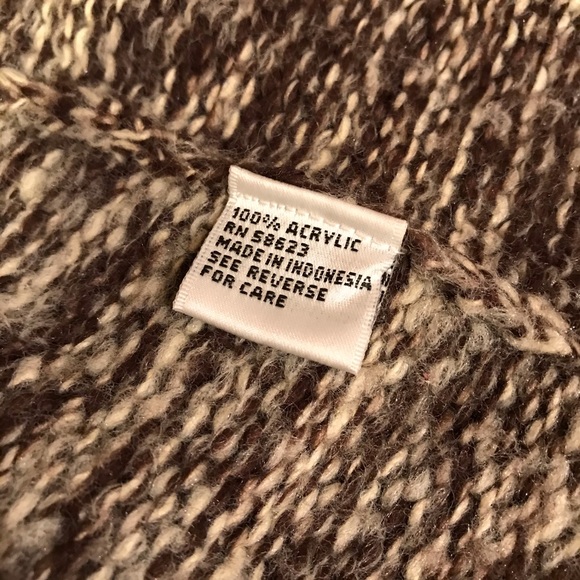 100% ACRYLIC
RN 58623
MADE IN INDONESIA
SEE REVERSE
FOR CARE